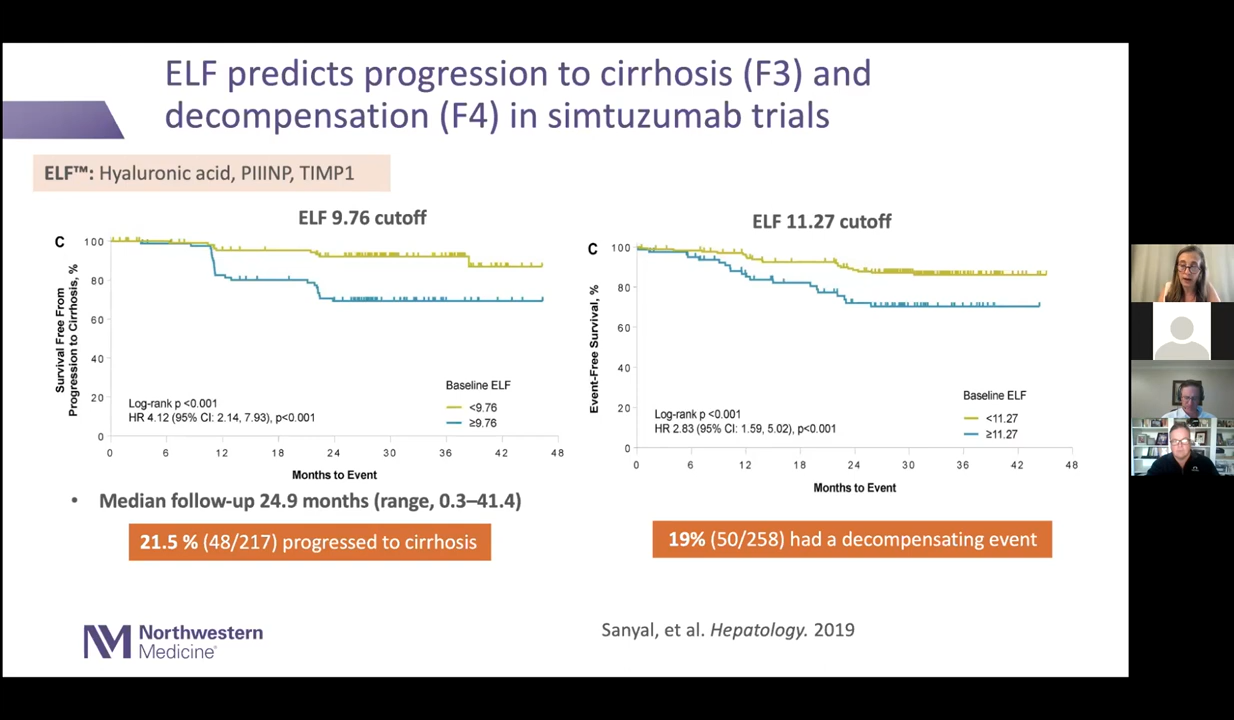 ELF predicts progression to cirrhosis (F3) and
decompensation (F4) in simtuzumab trials
ELF™: Hyaluronic acid, PIIINP, TIMP1
ELF 9.76 cutoff
C
Survival Free From
Progression to Cirrhosis, %
100
80
60
40
20
0
Log-rank p <0.001
HR 4.12 (95% CI: 2.14, 7.93), p<0.001
Baseline ELF
<9.76
≥9.76
0 6 12 18 24 30 36 42 48
Months to Event
ELF 11.27 cutoff
C
Event-Free Survival, %
100
80
60
40
20
0
Log-rank p <0.001
HR 2.83 (95% CI: 1.59, 5.02), p<0.001
Baseline ELF
<11.27
≥11.27
0 6 12 18 24 30 36 42 48
Months to Event
• Median follow-up 24.9 months (range, 0.3–41.4)
21.5 % (48/217) progressed to cirrhosis
19% (50/258) had a decompensating event
NM Northwestern
Medicine®
Sanyal, et al. Hepatology. 2019